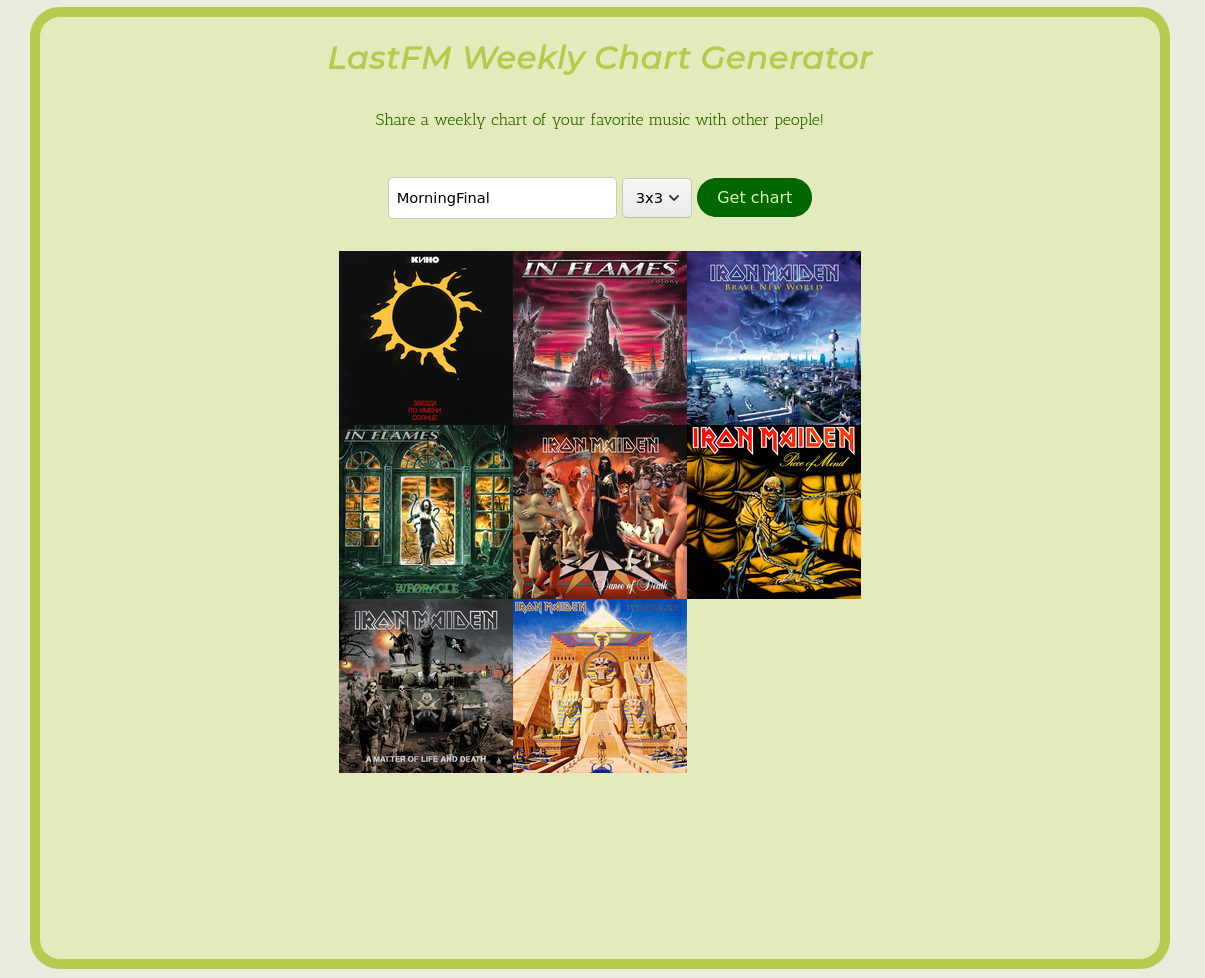 LastFM Weekly Chart Generator
Share a weekly chart of your favorite music with other people!
MorningFinal
3x3
Get chart
КИНО
ЗВЕЗДА
ПО ИМЕНИ
СОЛНЦЕ
IN FLAMES
colony
IRON MAIDEN
BRAVE NEW WORLD
IN FLAMES
WHORACLE
IRON MAIDEN
Dance of Death
IRON MAIDEN
Piece of Mind
IRON MAIDEN
A MATTER OF LIFE AND DEATH
IRON MAIDEN
POWERSLAVE